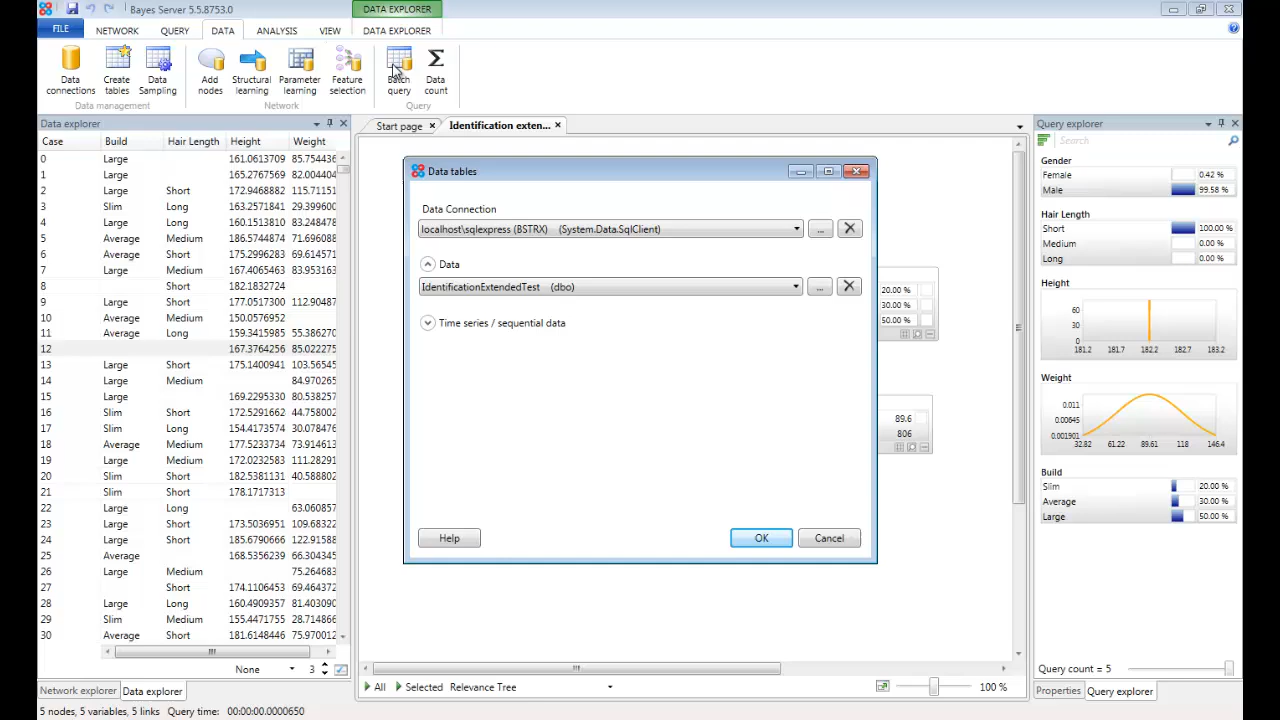 Bayes Server 5.5.8753.0
DATA EXPLORER
FILE NETWORK QUERY DATA ANALYSIS VIEW DATA EXPLORER
Data connections
Create tables
Data Sampling
Add nodes
Structural learning
Parameter learning
Feature selection
Batch query
Data count
Data management Network Query
Data explorer
Case Build Hair Length Height Weight
0 Large 161.0613709 85.754436
1 Large 165.2767569 82.004404
2 Large Short 172.9468882 115.71151
3 Slim Long 163.2571841 29.399600
4 Large Long 160.1513810 83.248478
5 Average Medium 186.5744874 71.696088
6 Average Short 175.2996283 69.614571
7 Large Medium 167.4065463 83.953163
8 Short 182.1832724
9 Large Short 177.0517300 112.90487
10 Average Medium 150.0576952
11 Average Long 159.3415985 55.386270
12 167.3764256 85.022275
13 Large Short 175.1400941 103.56545
14 Large Medium 84.970265
15 Large 169.2295330 80.538257
16 Slim Short 172.5291662 44.758002
17 Slim Long 154.4173574 30.078476
18 Average Medium 177.5233734 73.914613
19 Large Medium 172.0232583 111.28291
20 Slim Short 182.5381131 40.588802
21 Slim Short 178.1717313
22 Large Long 63.060857
23 Large Short 173.5036951 109.68322
24 Large Short 185.6790666 122.91588
25 Average 168.5356239 66.304345
26 Large Medium 75.264683
27 Short 174.1106453 69.464372
28 Large Long 160.4909357 81.403090
29 Slim Medium 155.4471755 28.714866
30 Average Short 181.6148446 75.970012
None 3
Network explorer Data explorer
5 nodes, 5 variables, 5 links Query time: 00:00:00.0000650
Start page Identification exten...
Data tables
Data Connection
localhost\sqlexpress (BSTRX) (System.Data.SqlClient) ...
Data
IdentificationExtendedTest (dbo) ...
Time series / sequential data
Help OK Cancel
20.00 %
30.00 %
50.00 %
89.6
806
All Selected Relevance Tree 100 %
Query explorer
Search
Gender
Female 0.42 %
Male 99.58 %
Hair Length
Short 100.00 %
Medium 0.00 %
Long 0.00 %
Height
60
30
0
181.2 181.7 182.2 182.7 183.2
Weight
0.011
0.00645
0.001901
32.82 61.22 89.61 118 146.4
Build
Slim 20.00 %
Average 30.00 %
Large 50.00 %
Query count = 5
Properties Query explorer